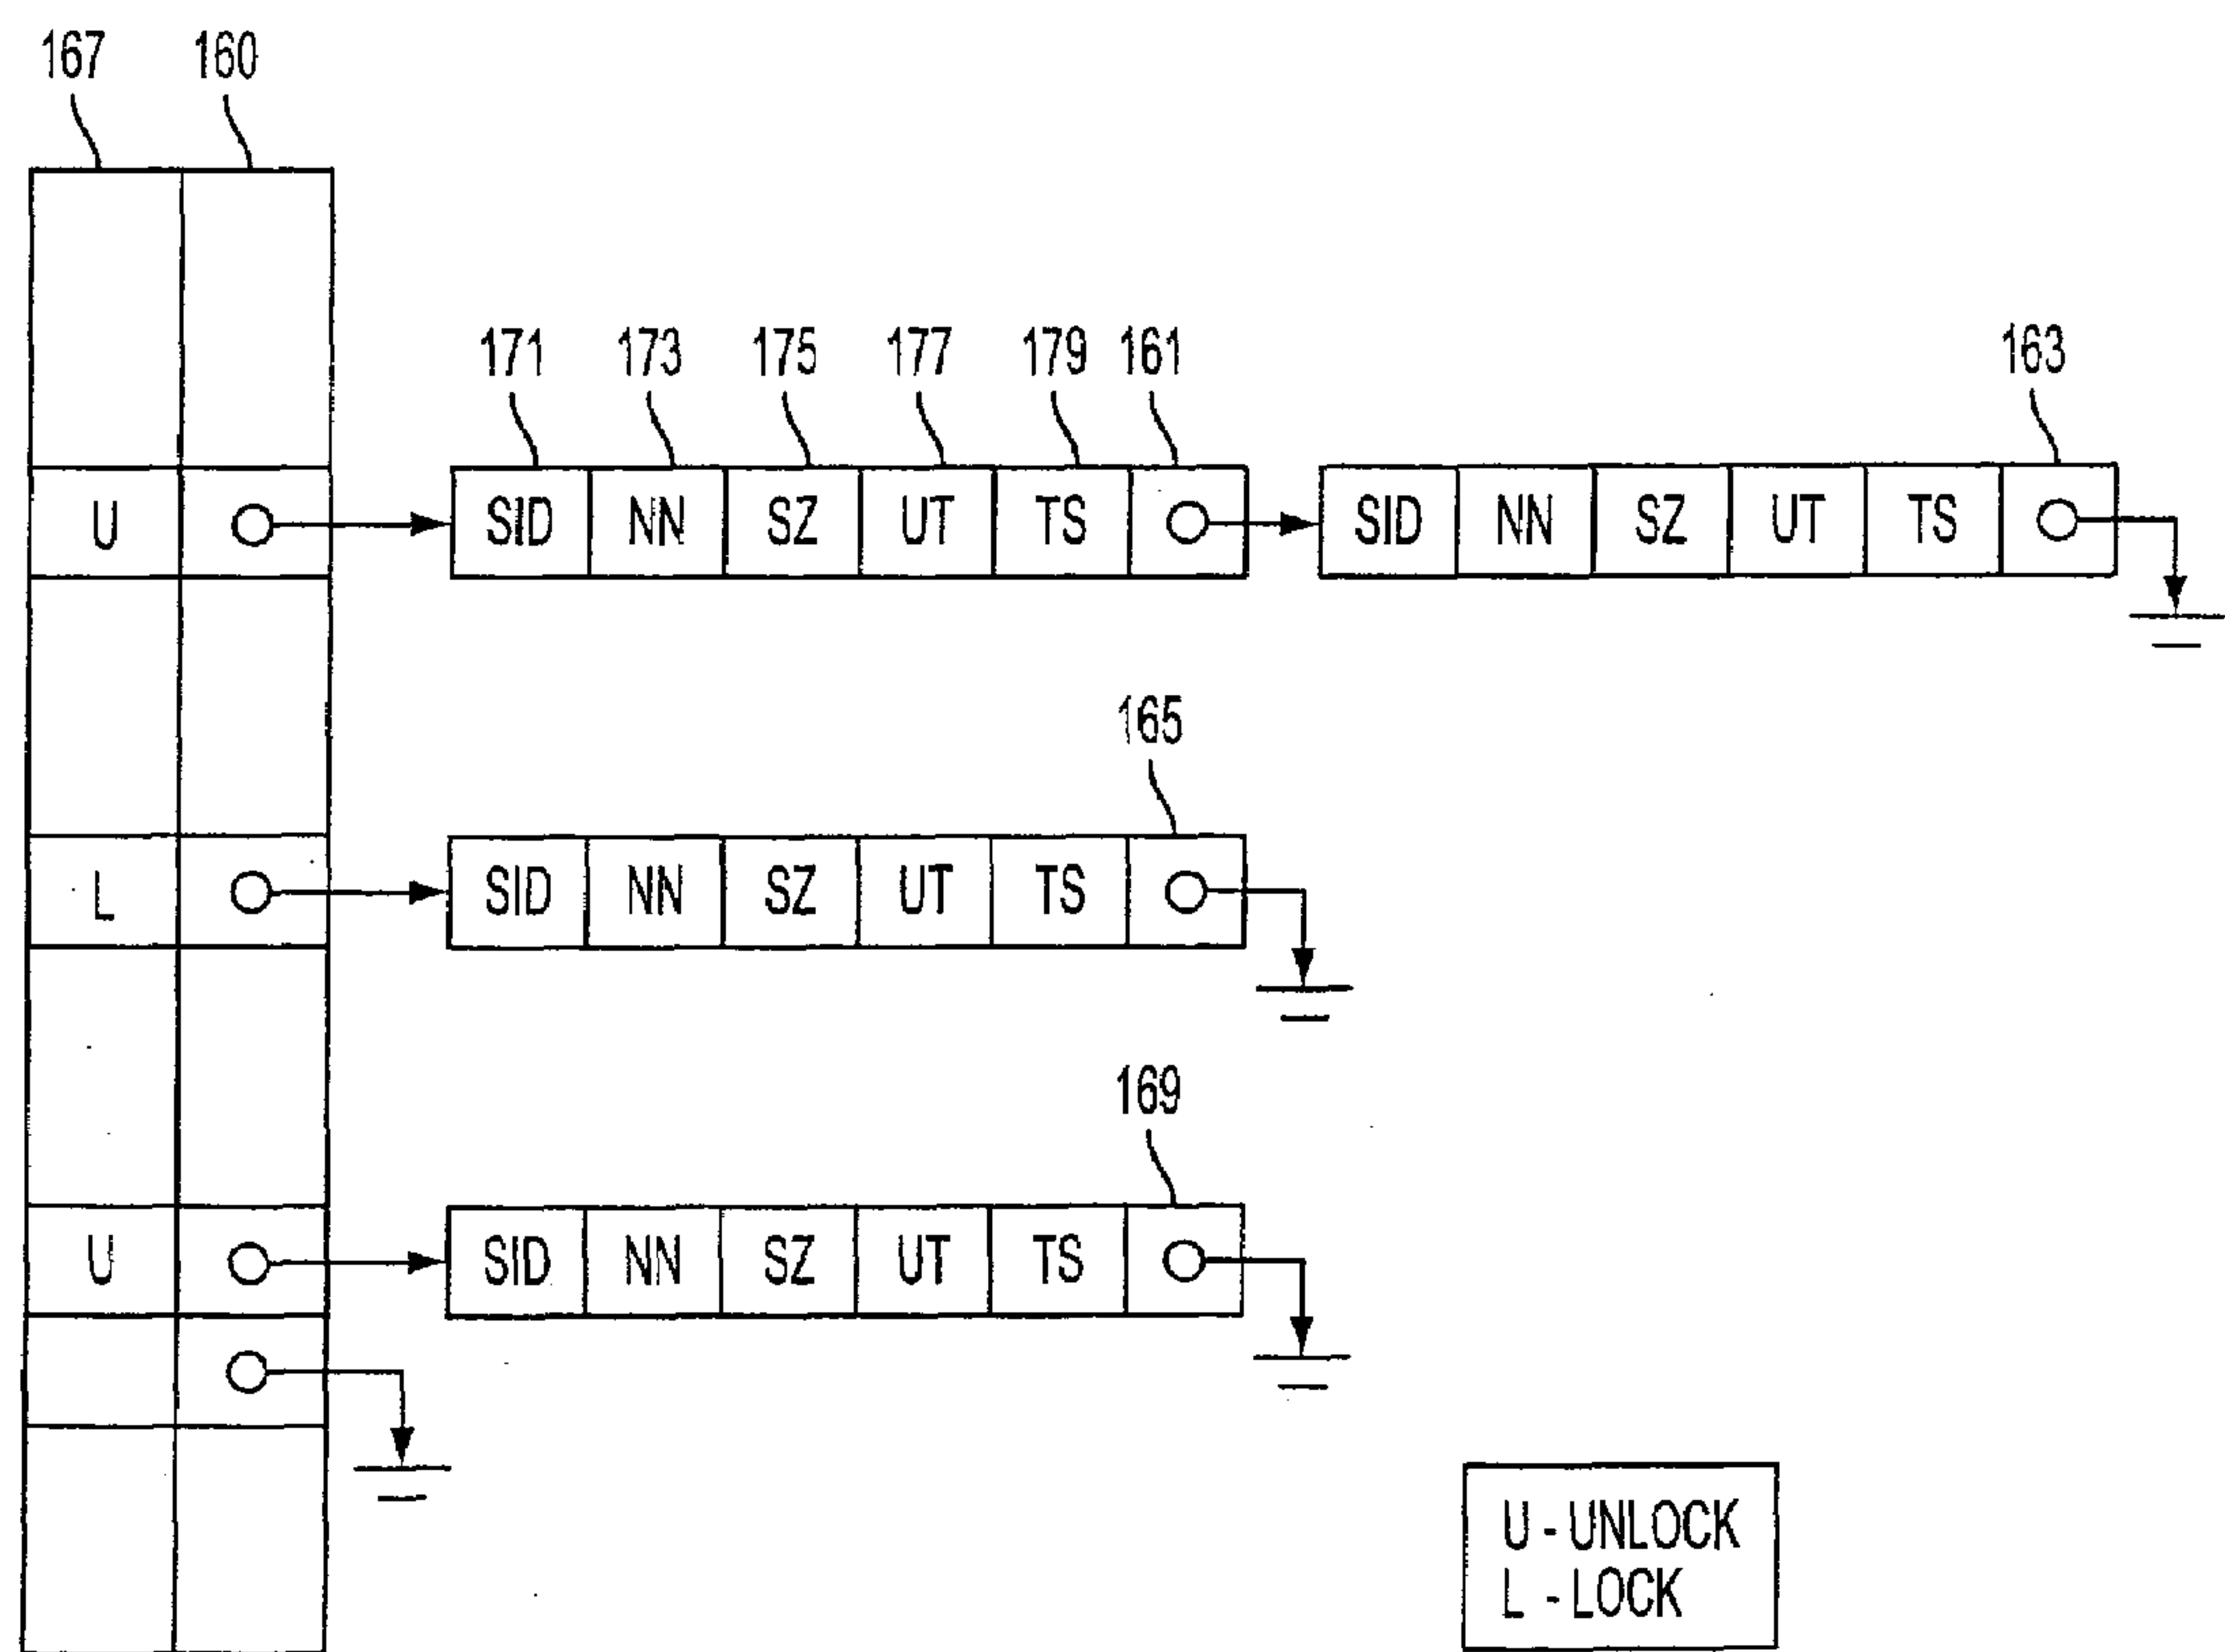 167 160
171 173 175 177 179 161 163
U SID NN SZ UT TS SID NN SZ UT TS
165
L SID NN SZ UT TS
169
U SID NN SZ UT TS
U - UNLOCK
L - LOCK